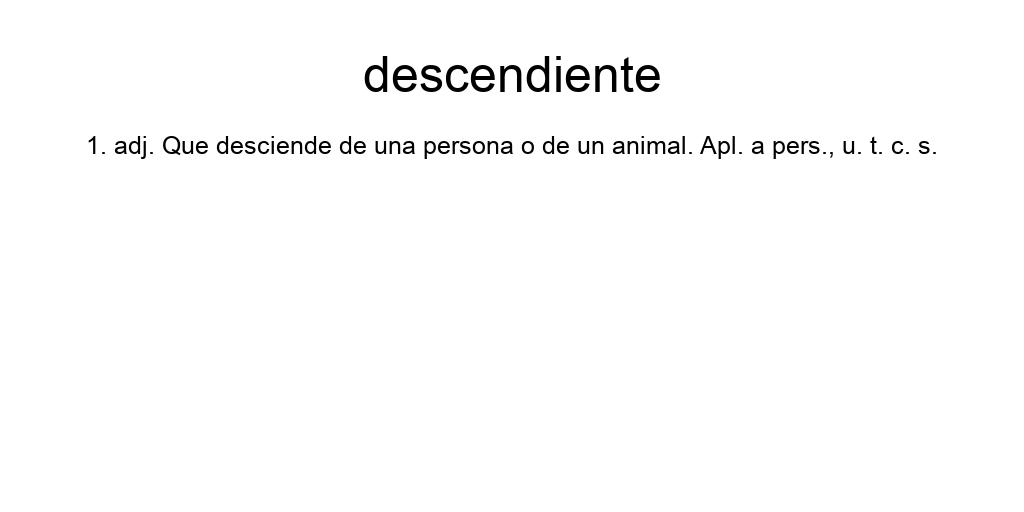 descendiente
1. adj. Que desciende de una persona o de un animal. Apl. a pers., u. t. c. s.